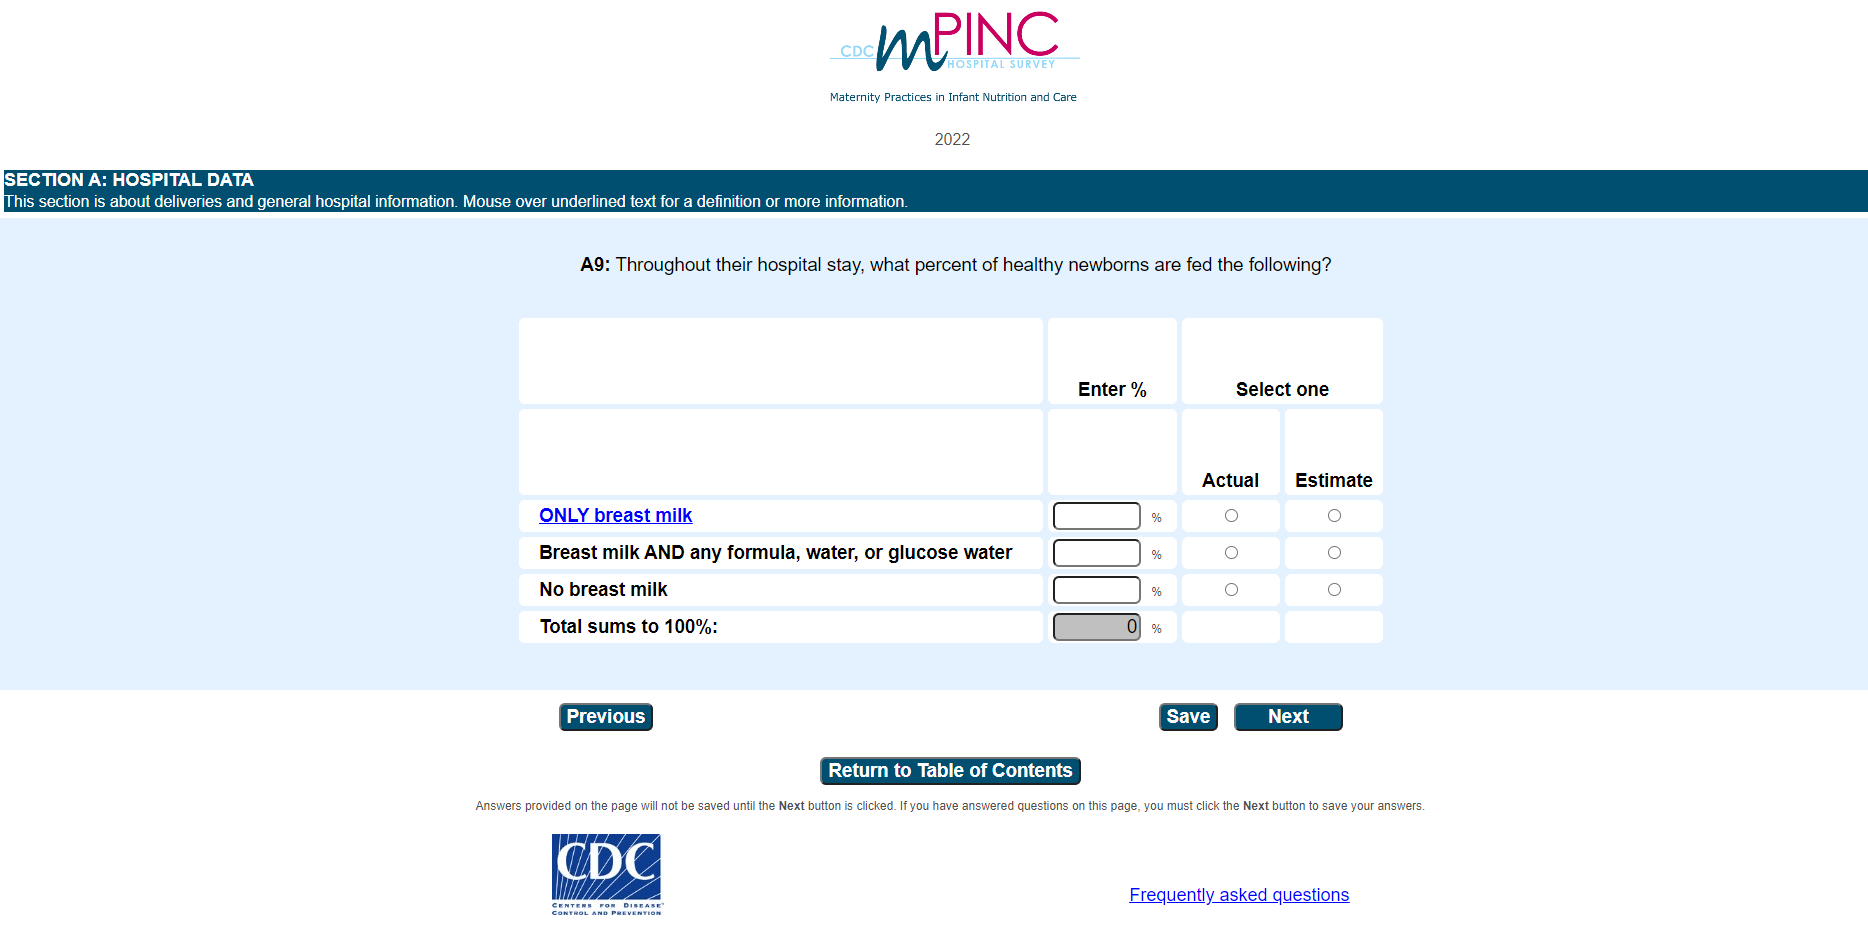 CDC mPINC
HOSPITAL SURVEY
Maternity Practices in Infant Nutrition and Care
2022
SECTION A: HOSPITAL DATA
This section is about deliveries and general hospital information. Mouse over underlined text for a definition or more information.
A9: Throughout their hospital stay, what percent of healthy newborns are fed the following?
Enter % Select one
Actual Estimate
ONLY breast milk %
Breast milk AND any formula, water, or glucose water %
No breast milk %
Total sums to 100%: 0 %
Previous Save Next
Return to Table of Contents
Answers provided on the page will not be saved until the Next button is clicked. If you have answered questions on this page, you must click the Next button to save your answers.
CDC
CENTERS FOR DISEASE
CONTROL AND PREVENTION
Frequently asked questions